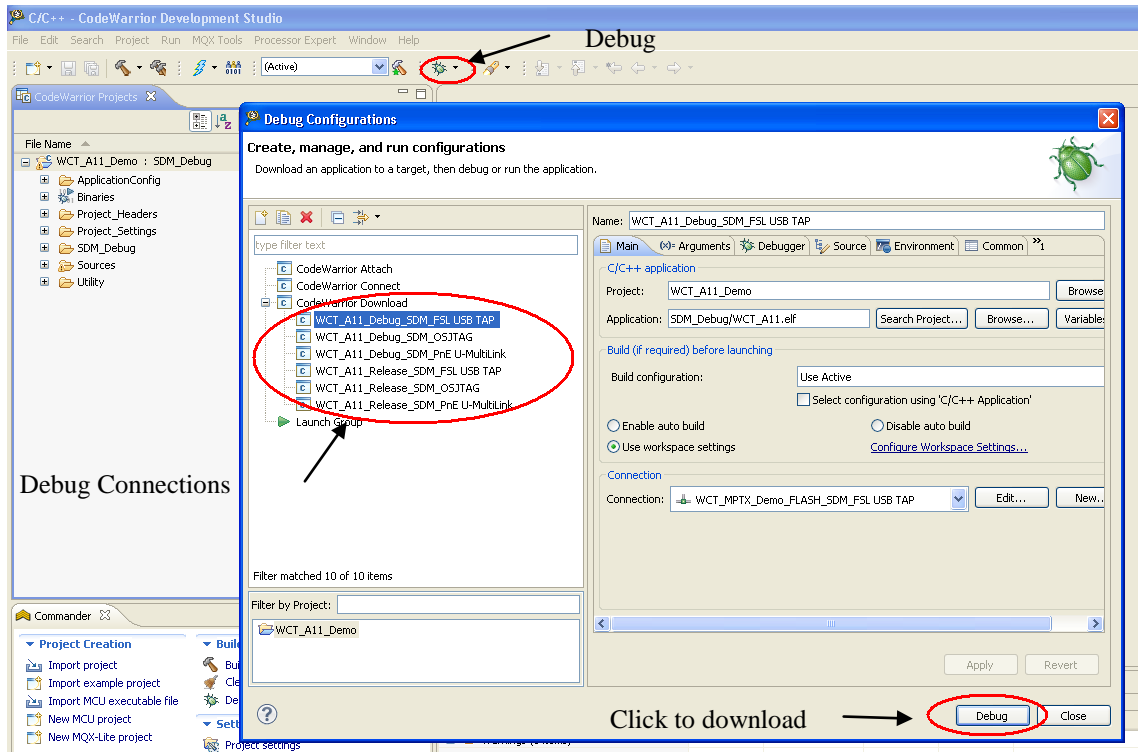 C/C++ - CodeWarrior Development Studio
File Edit Search Project Run MQX Tools Processor Expert Window Help
Debug
(Active)
CodeWarrior Projects
File Name
WCT_A11_Demo : SDM_Debug
ApplicationConfig
Binaries
Project_Headers
Project_Settings
SDM_Debug
Sources
Utility
Debug Connections
Debug Configurations
Create, manage, and run configurations
Download an application to a target, then debug or run the application.
type filter text
CodeWarrior Attach
CodeWarrior Connect
CodeWarrior Download
WCT_A11_Debug_SDM_FSL USB TAP
WCT_A11_Debug_SDM_OSJTAG
WCT_A11_Debug_SDM_PnE U-MultiLink
WCT_A11_Release_SDM_FSL USB TAP
WCT_A11_Release_SDM_OSJTAG
WCT_A11_Release_SDM_PnE U-MultiLink
Launch Group
Filter matched 10 of 10 items
Filter by Project:
WCT_A11_Demo
Name: WCT_A11_Debug_SDM_FSL USB TAP
Main (x)= Arguments Debugger Source Environment Common »1
C/C++ application
Project: WCT_A11_Demo Browse
Application: SDM_Debug/WCT_A11.elf Search Project... Browse... Variables
Build (if required) before launching
Build configuration: Use Active
Select configuration using 'C/C++ Application'
Enable auto build Disable auto build
Use workspace settings Configure Workspace Settings...
Connection
Connection: WCT_MPTX_Demo_FLASH_SDM_FSL USB TAP Edit... New..
Apply Revert
Click to download
Debug Close
Commander
Project Creation Build
Import project Bui
Import example project Cle
Import MCU executable file De
New MCU project Sett
New MQX-Lite project Project settings